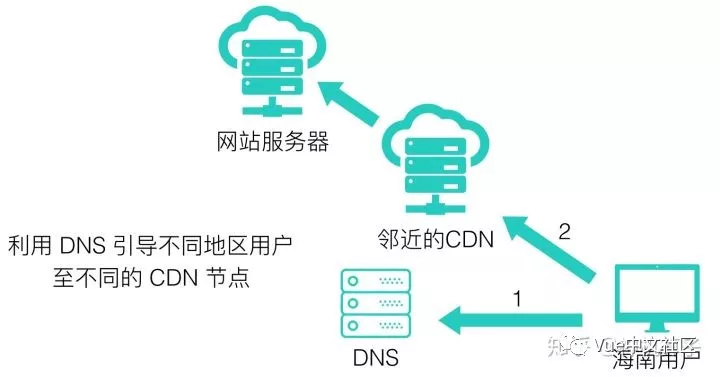 网站服务器
邻近的CDN
2
利用 DNS 引导不同地区用户
至不同的 CDN 节点
1
DNS
海南用户
知乎
Vue中文社区